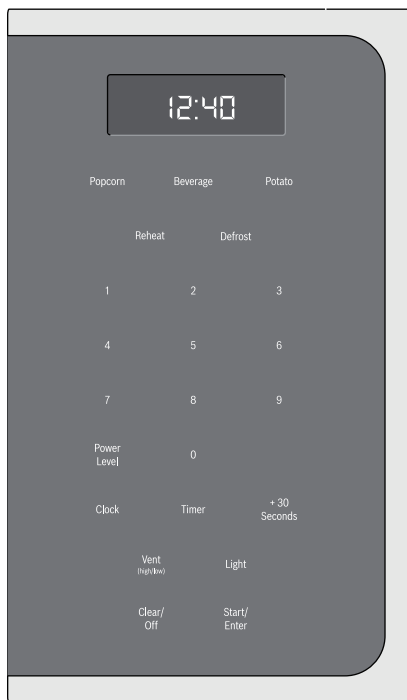 12:40
Popcorn Beverage Potato
Reheat Defrost
1 2 3
4 5 6
7 8 9
Power
Level 0
Clock Timer + 30
Seconds
Vent
(high/low) Light
Clear/
Off Start/
Enter